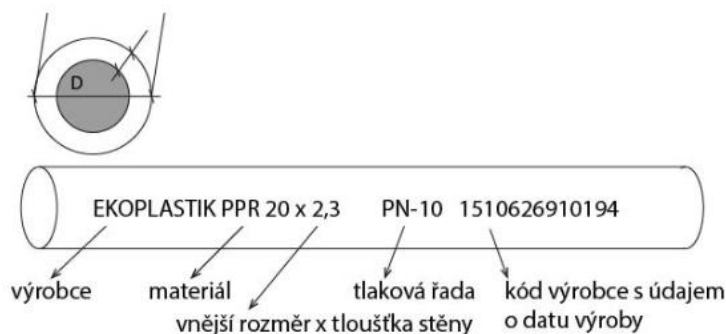 D
EKOPLASTIK PPR 20 x 2,3 PN-10 1510626910194
výrobce materiál tlaková řada kód výrobce s údajem
vnější rozměr x tloušťka stěny o datu výroby